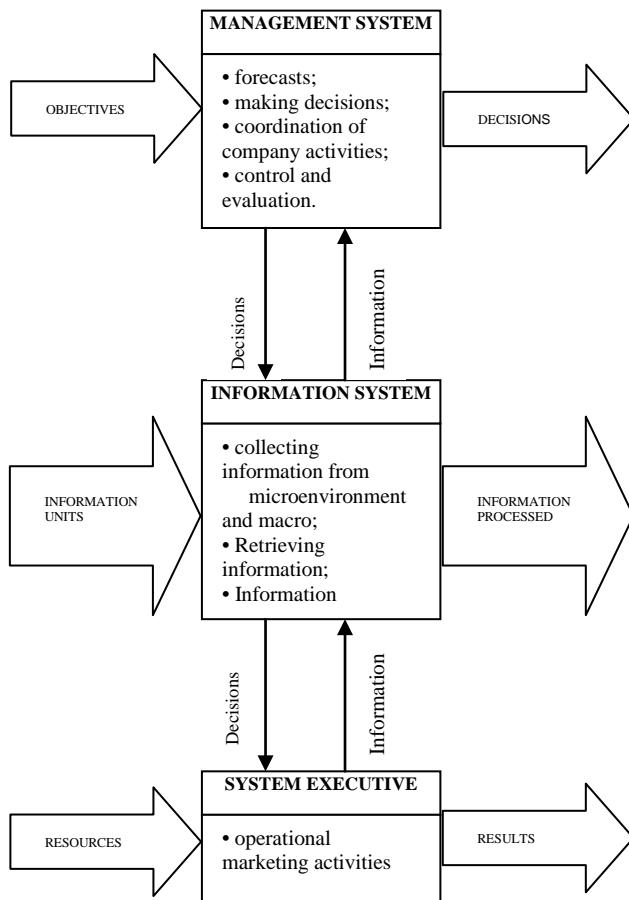 MANAGEMENT SYSTEM
OBJECTIVES
• forecasts;
• making decisions;
• coordination of
company activities;
• control and
evaluation.
DECISIONS
Decisions
Information
INFORMATION SYSTEM
INFORMATION
UNITS
• collecting
information from
microenvironment
and macro;
• Retrieving
information;
• Information
INFORMATION
PROCESSED
Decisions
Information
SYSTEM EXECUTIVE
RESOURCES
• operational
marketing activities
RESULTS